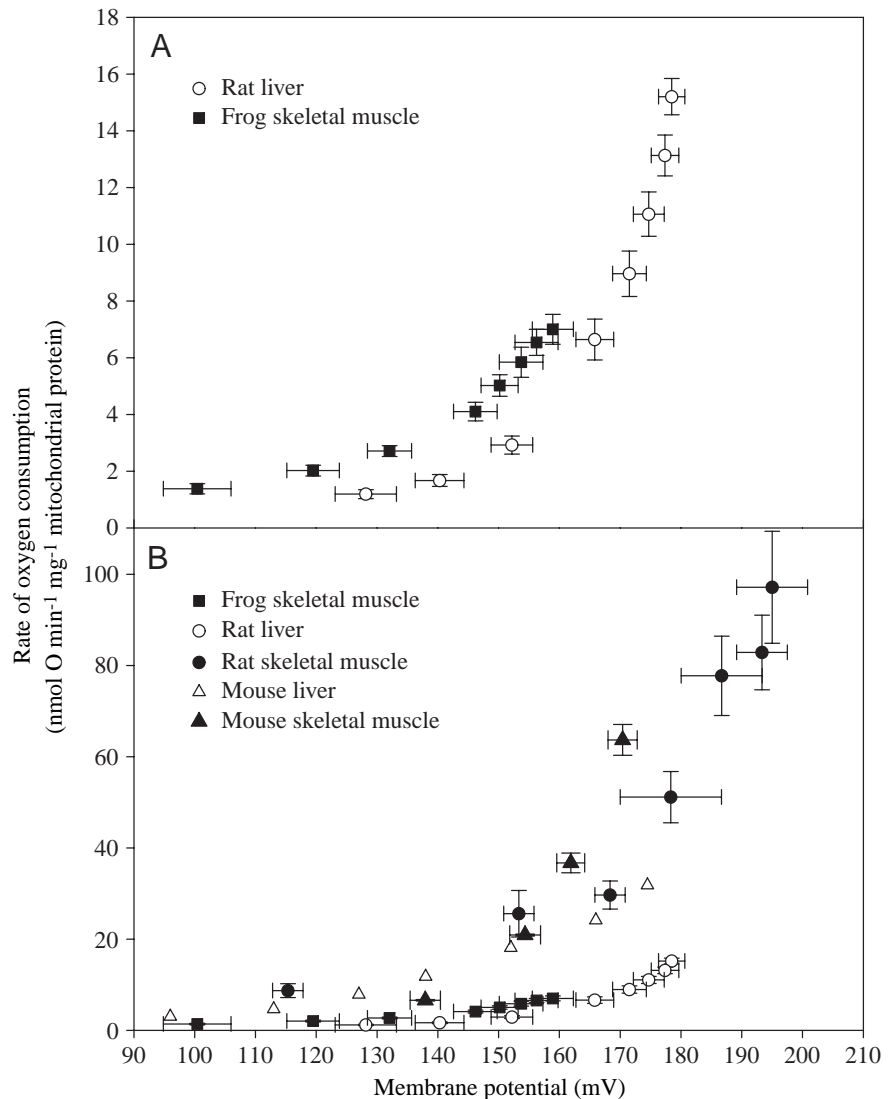 A
Rat liver
Frog skeletal muscle
18
16
14
12
10
8
6
4
2
0
Rate of oxygen consumption
(nmol O min-1 mg-1 mitochondrial protein)
B
Frog skeletal muscle
Rat liver
Rat skeletal muscle
Mouse liver
Mouse skeletal muscle
100
80
60
40
20
0
90 100 110 120 130 140 150 160 170 180 190 200 210
Membrane potential (mV)